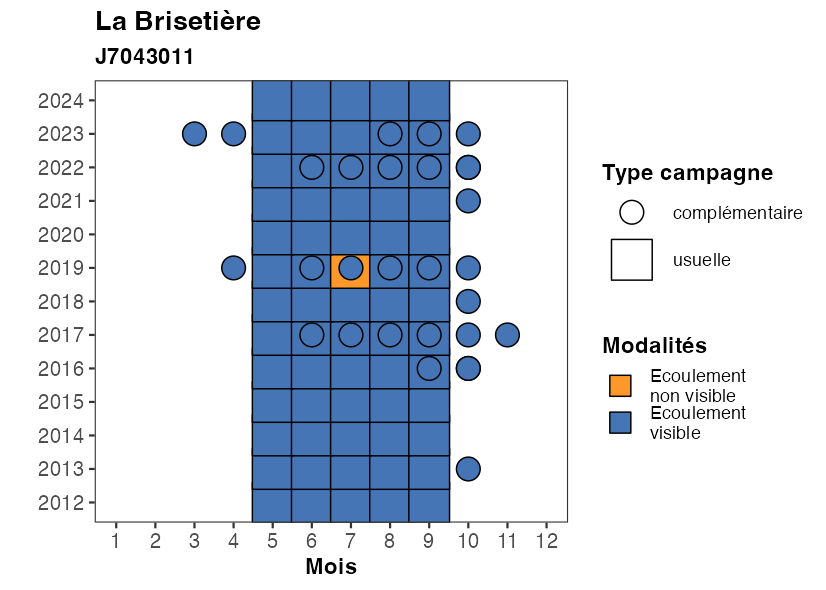 La Brisetière
J7043011
2024
2023
2022
2021
2020
2019
2018
2017
2016
2015
2014
2013
2012
1 2 3 4 5 6 7 8 9 10 11 12
Mois
Type campagne
complémentaire
usuelle
Modalités
Ecoulement
non visible
Ecoulement
visible